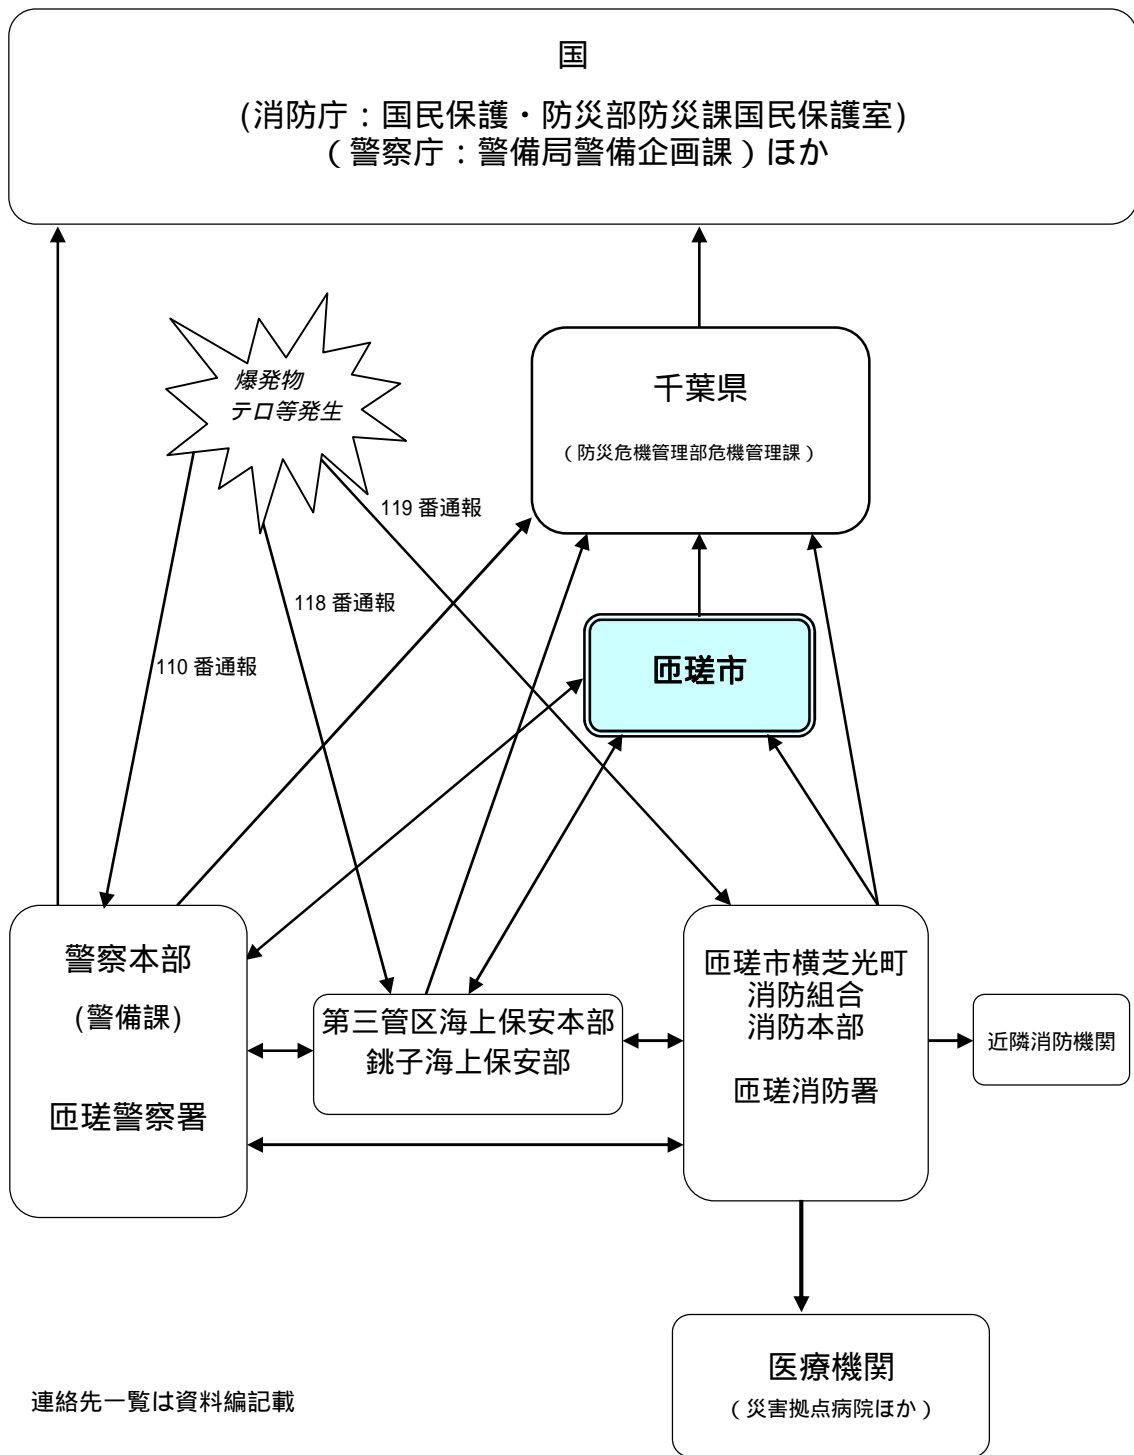 国
(消防庁：国民保護・防災部防災課国民保護室)
（警察庁：警備局警備企画課）ほか
爆発物
テロ等発生
千葉県
（防災危機管理部危機管理課）
119 番通報
118 番通報
110 番通報
匝瑳市
警察本部
(警備課)
匝瑳警察署
第三管区海上保安本部
銚子海上保安部
匝瑳市横芝光町
消防組合
消防本部
匝瑳消防署
近隣消防機関
医療機関
（災害拠点病院ほか）
連絡先一覧は資料編記載